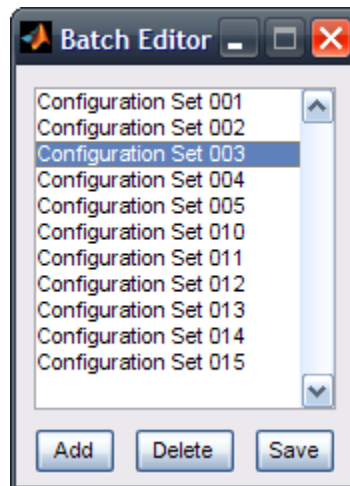 Batch Editor
Configuration Set 001
Configuration Set 002
Configuration Set 003
Configuration Set 004
Configuration Set 005
Configuration Set 010
Configuration Set 011
Configuration Set 012
Configuration Set 013
Configuration Set 014
Configuration Set 015
Add Delete Save